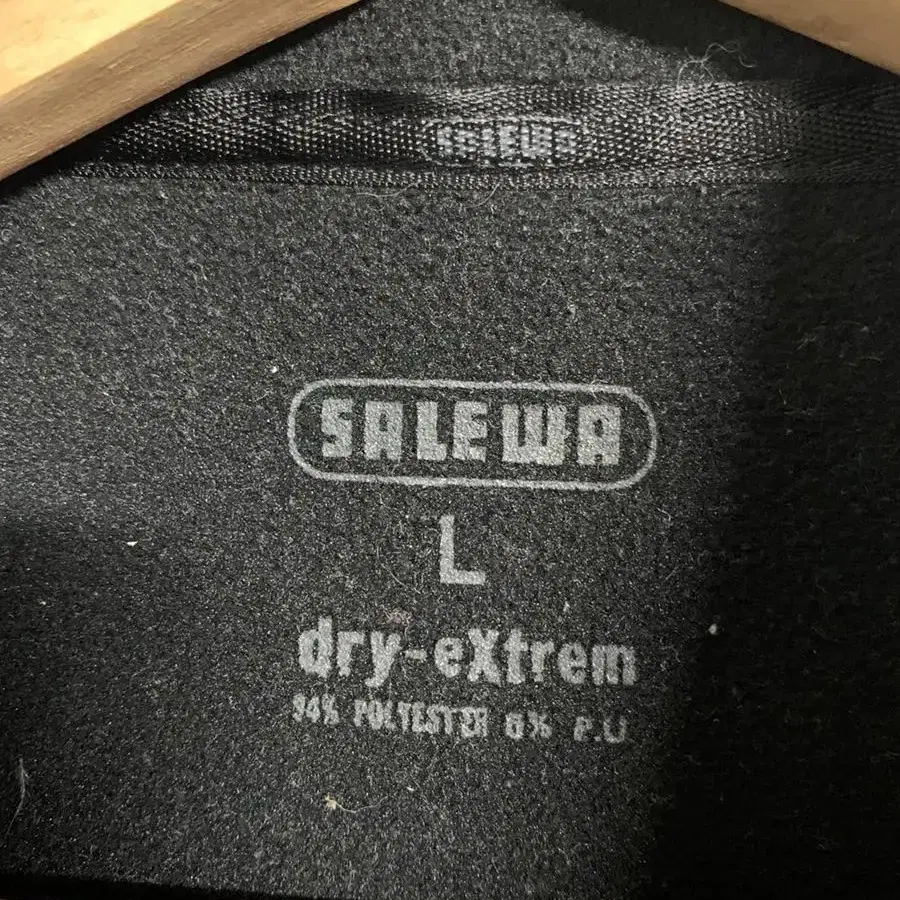 SALEWA
SALEWA
L
dry-eXtrem
94% POLYESTER 6% P.U